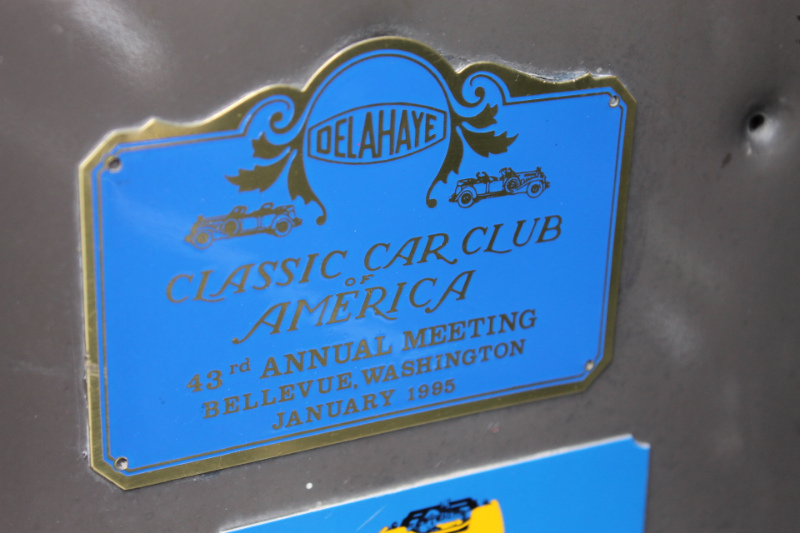 DELAHAYE
CLASSIC CAR CLUB
OF
AMERICA
43rd ANNUAL MEETING
BELLEVUE, WASHINGTON
JANUARY 1995